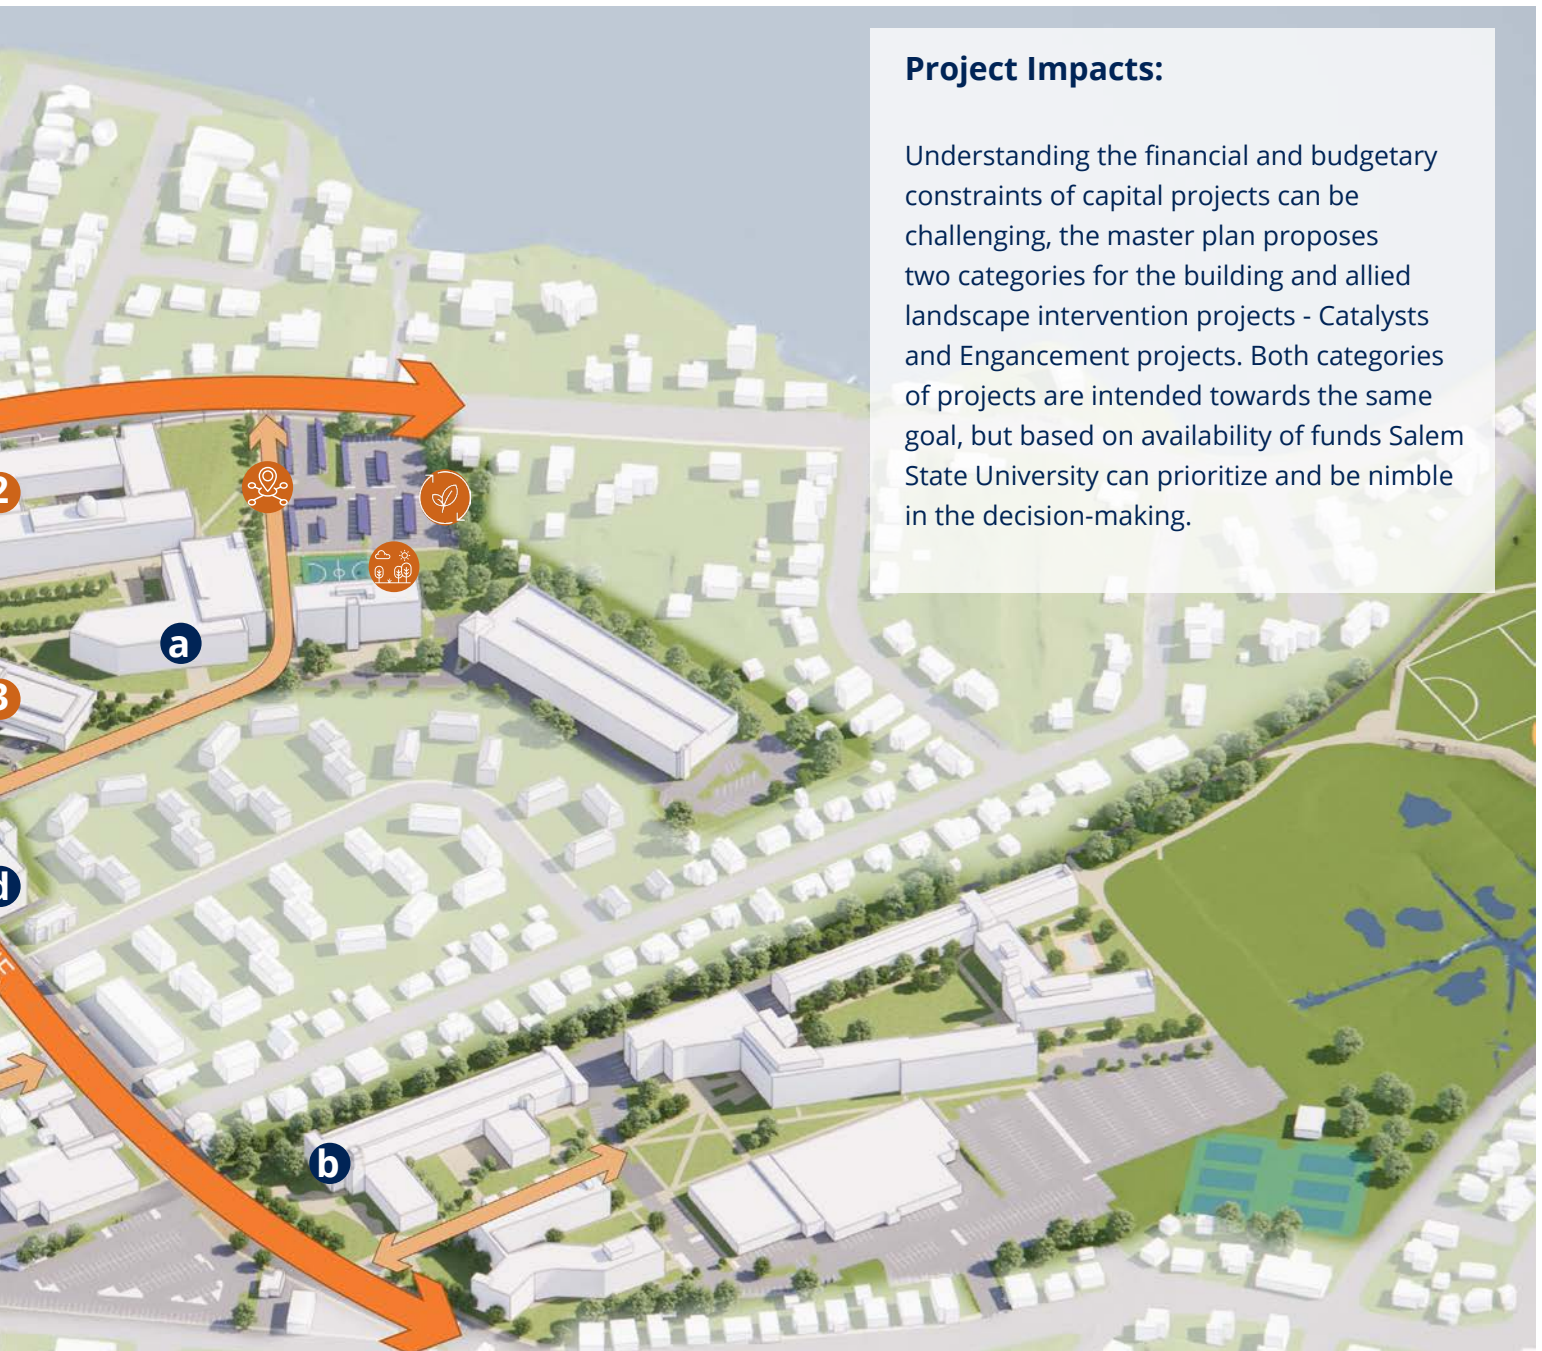 Project Impacts:
Understanding the financial and budgetary
constraints of capital projects can be
challenging, the master plan proposes
two categories for the building and allied
landscape intervention projects - Catalysts
and Engancement projects. Both categories
of projects are intended towards the same
goal, but based on availability of funds Salem
State University can prioritize and be nimble
in the decision-making.
2
a
3
d
b